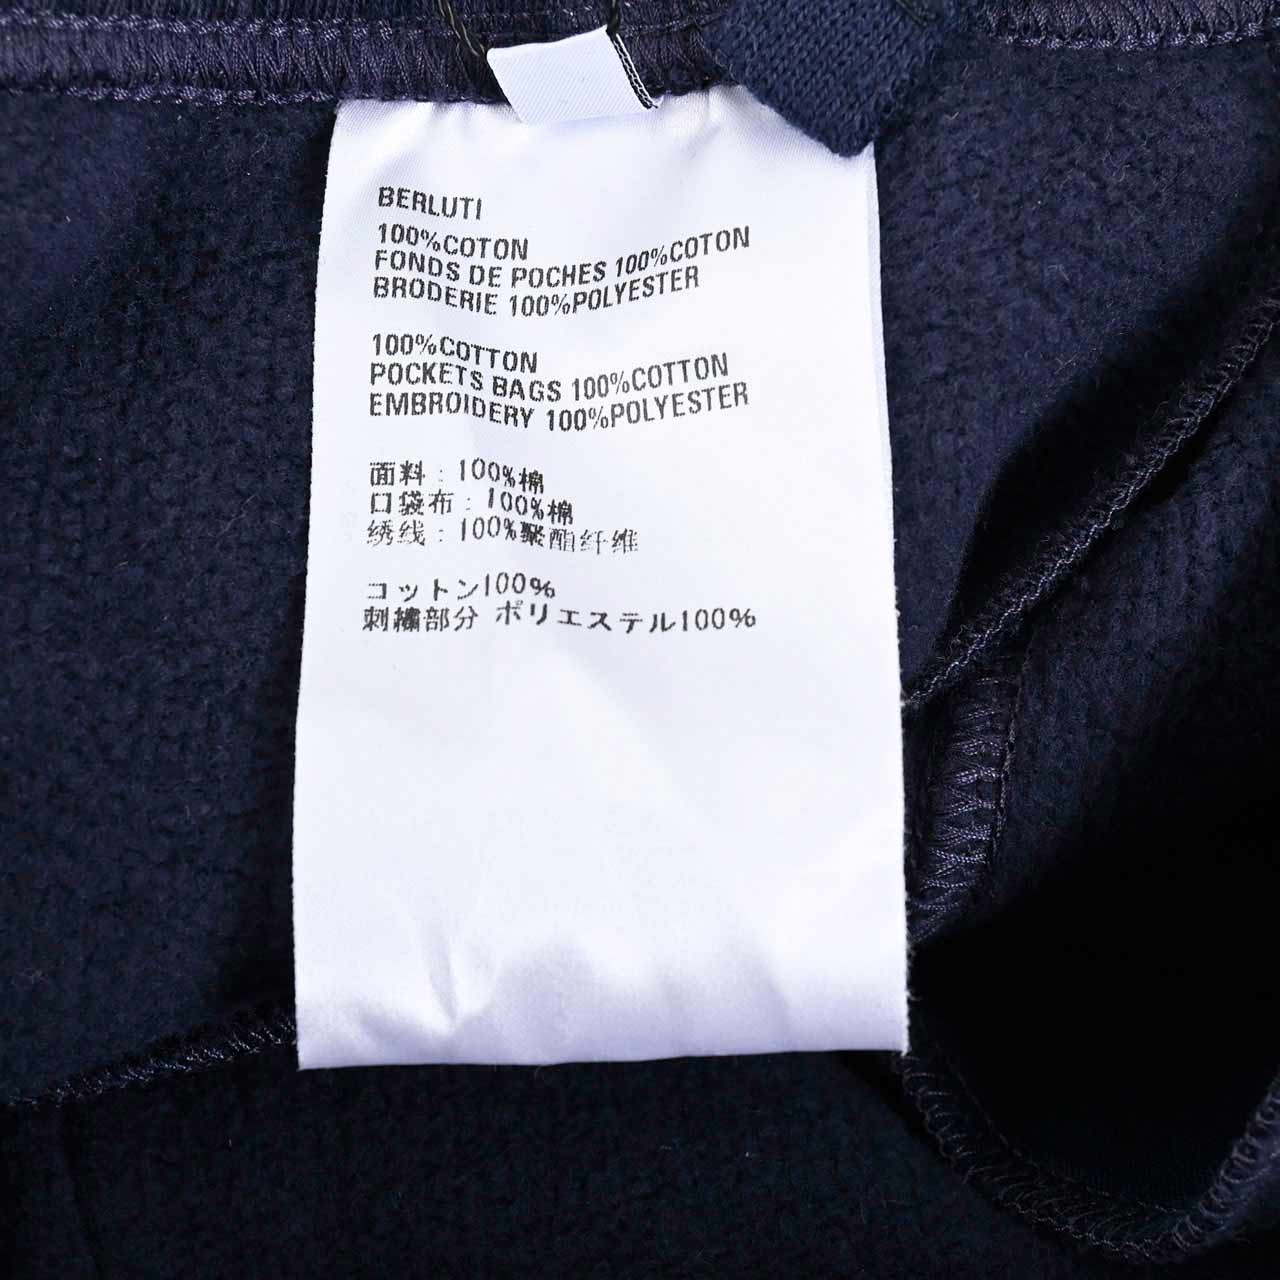 BERLUTI
100%COTON
FONDS DE POCHES 100%COTON
BRODERIE 100%POLYESTER
100%COTTON
POCKETS BAGS 100%COTTON
EMBROIDERY 100%POLYESTER
面料：100%棉
口袋布：100%棉
绣线：100%聚酯纤维
コットン100%
刺繍部分 ポリエステル100%